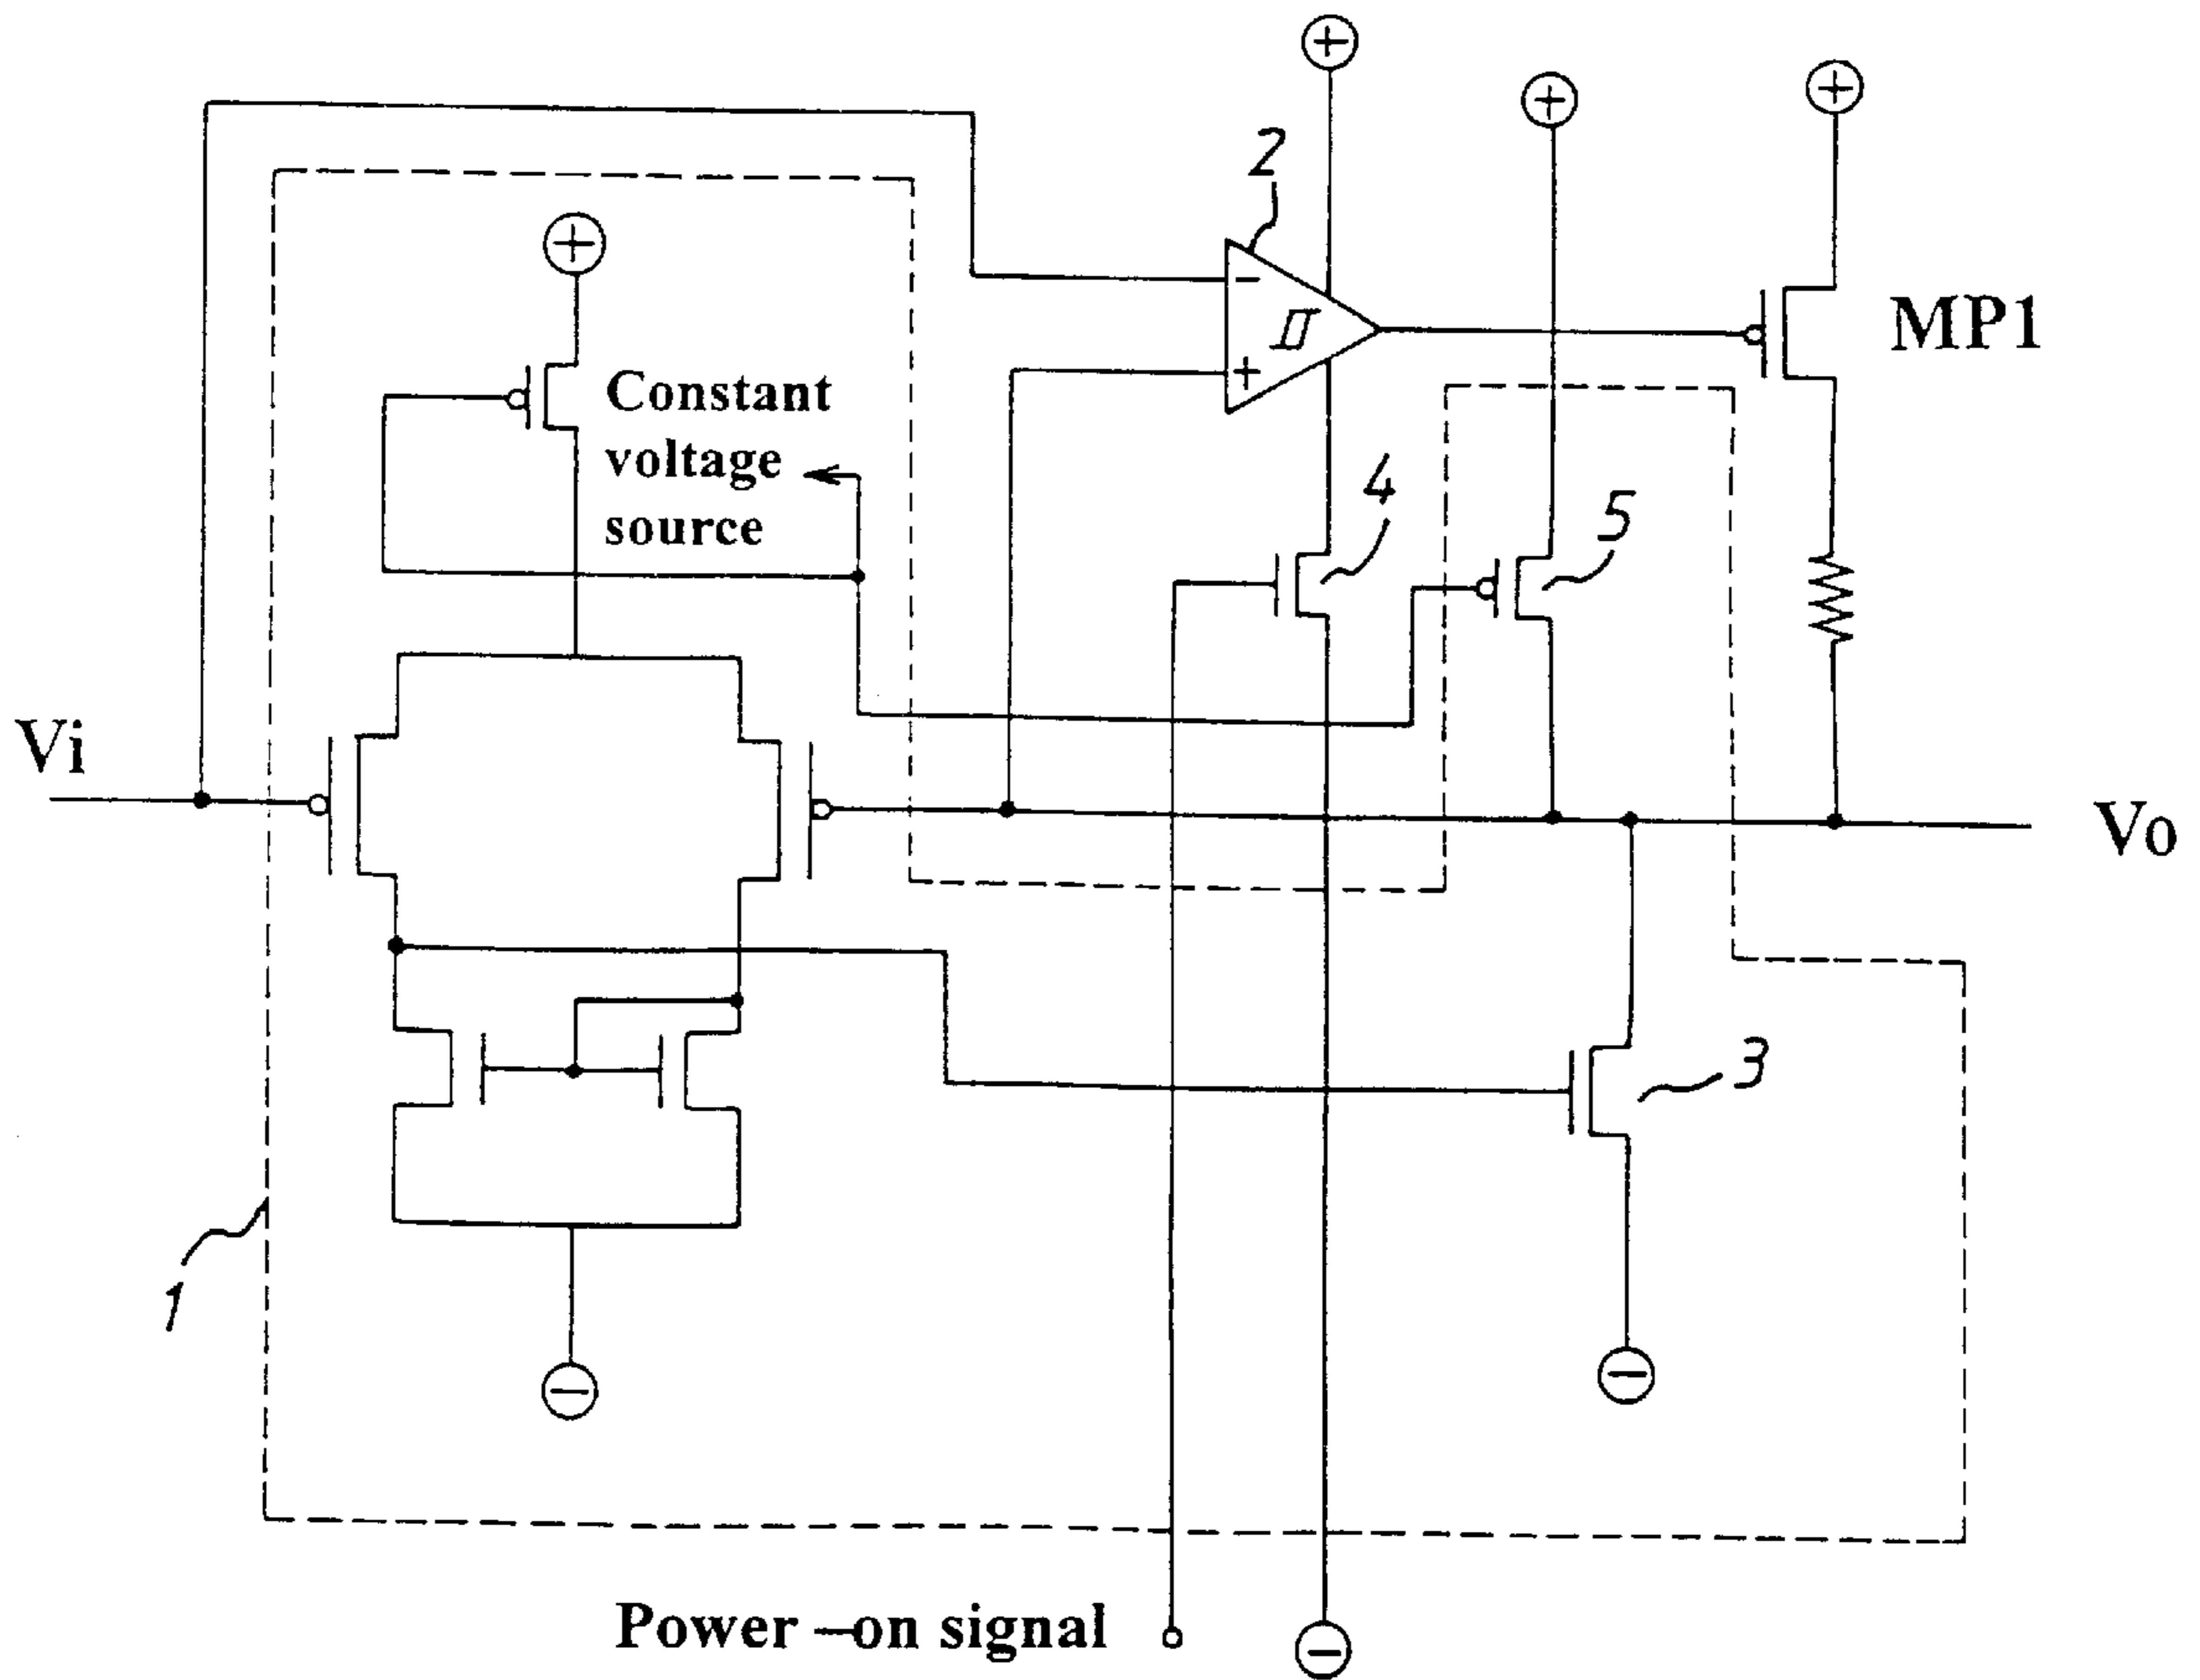 2
MP1
Constant
voltage
source
4
5
Vi
Vo
3
1
Power -on signal